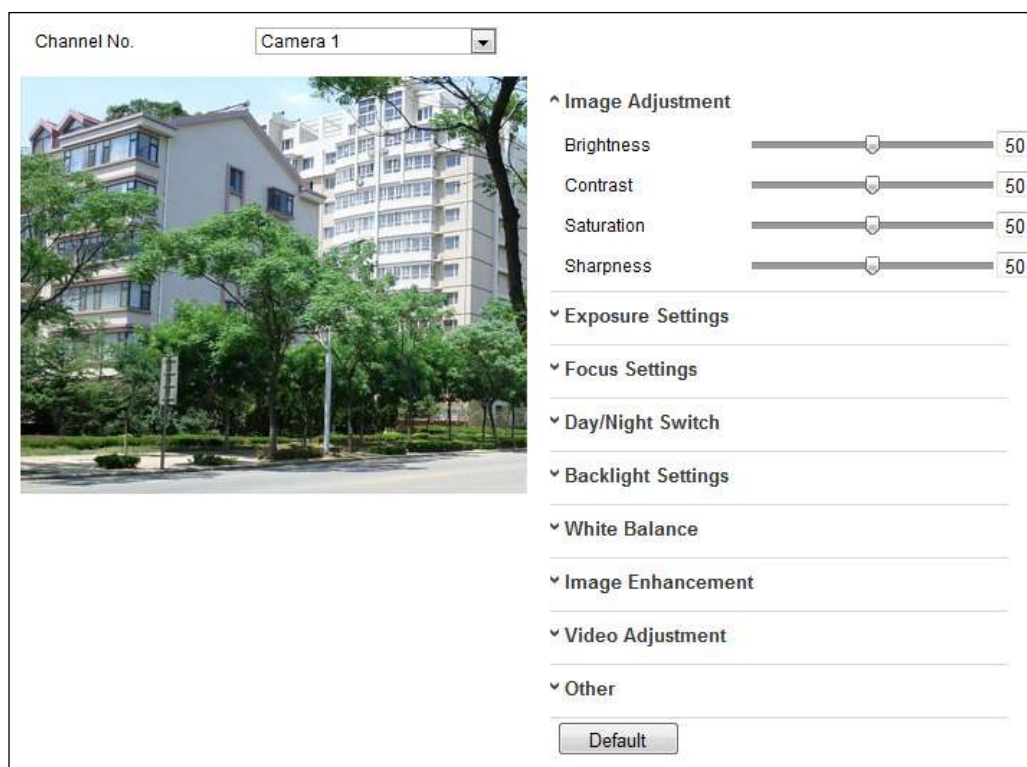 Channel No. Camera 1
Image Adjustment
Brightness 50
Contrast 50
Saturation 50
Sharpness 50
Exposure Settings
Focus Settings
Day/Night Switch
Backlight Settings
White Balance
Image Enhancement
Video Adjustment
Other
Default